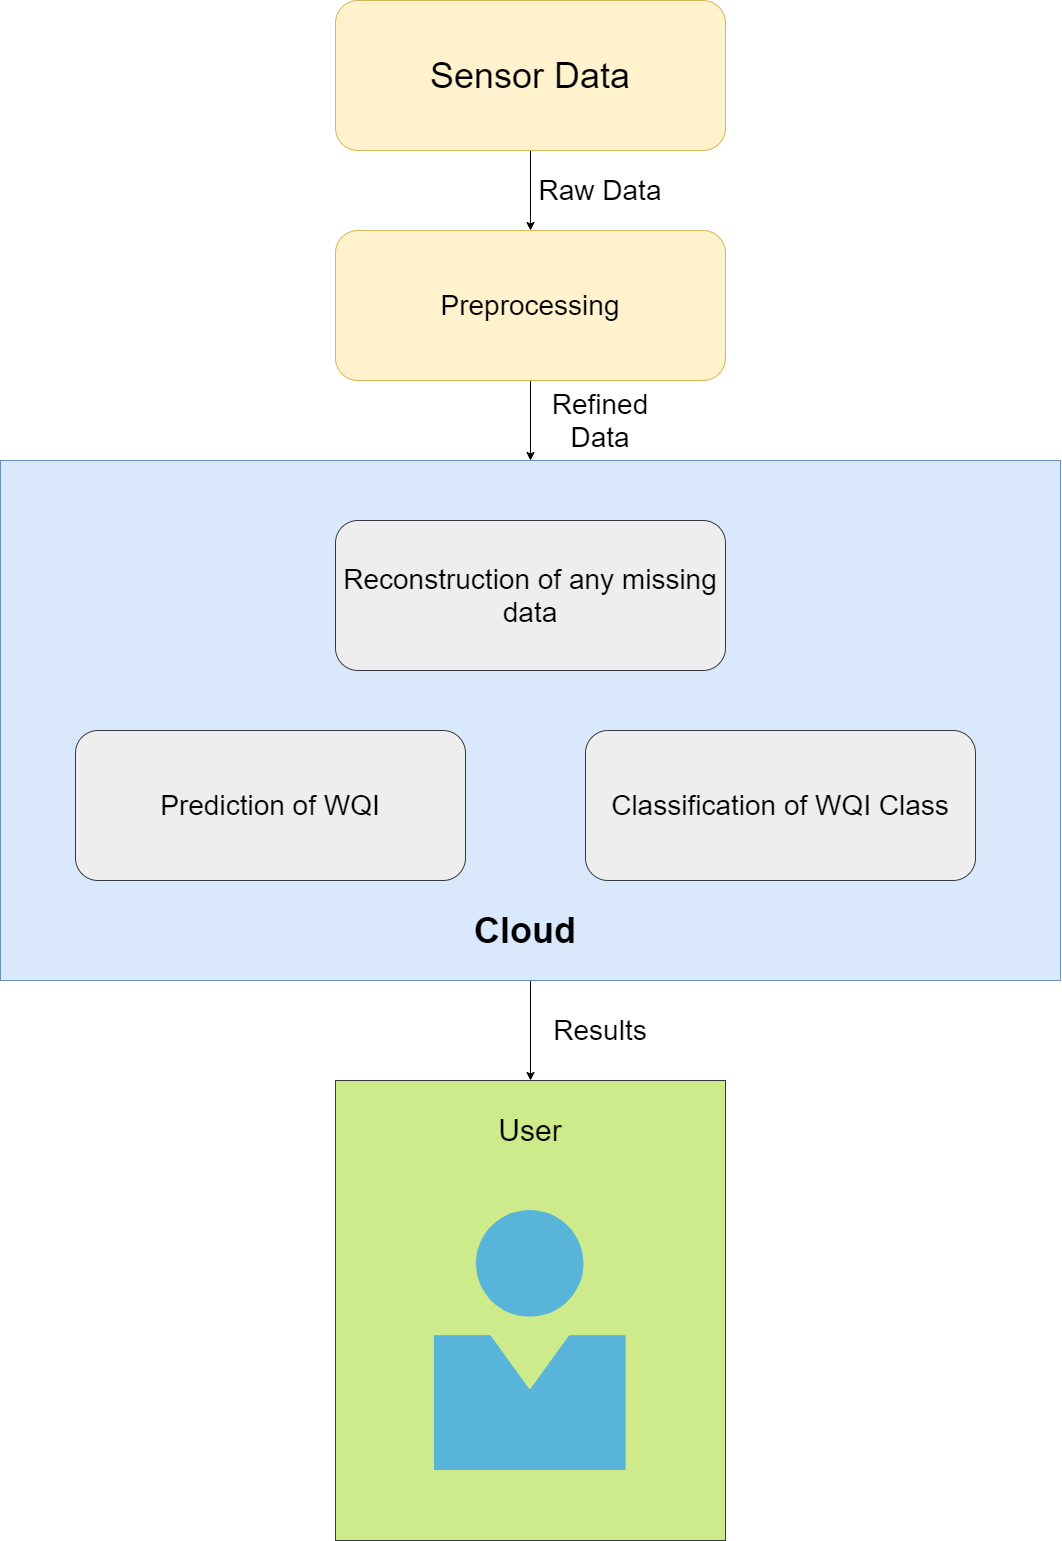 Sensor Data
Raw Data
Preprocessing
Refined
Data
Reconstruction of any missing
data
Prediction of WQI
Classification of WQI Class
Cloud
Results
User